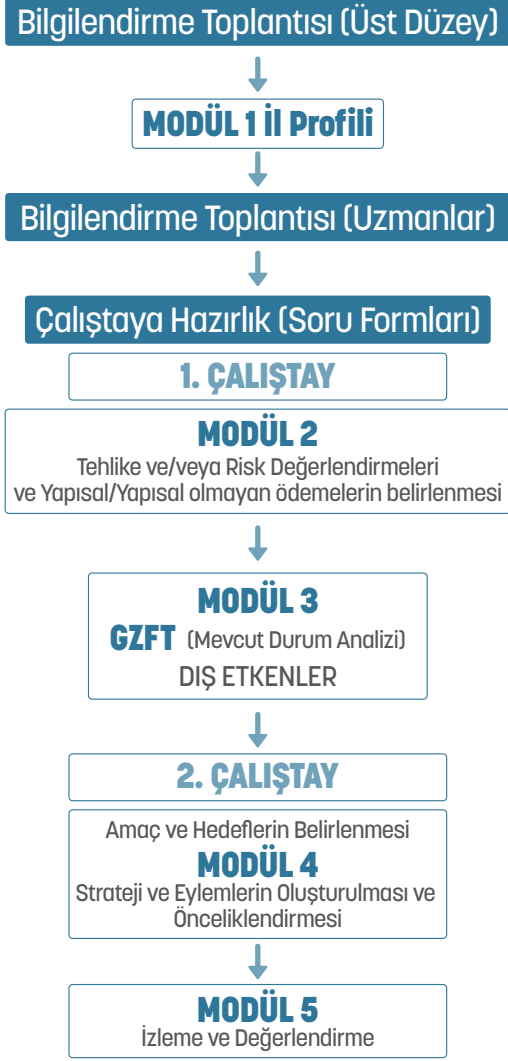 Bilgilendirme Toplantısı (Üst Düzey)
MODÜL 1 İl Profili
Bilgilendirme Toplantısı (Uzmanlar)
Çalıştaya Hazırlık (Soru Formları)
1. ÇALIŞTAY
MODÜL 2
Tehlike ve/veya Risk Değerlendirmeleri
ve Yapısal/Yapısal olmayan ödemelerin belirlenmesi
MODÜL 3
GZFT (Mevcut Durum Analizi)
DIŞ ETKENLER
2. ÇALIŞTAY
Amaç ve Hedeflerin Belirlenmesi
MODÜL 4
Strateji ve Eylemlerin Oluşturulması ve
Önceliklendirmesi
MODÜL 5
İzleme ve Değerlendirme